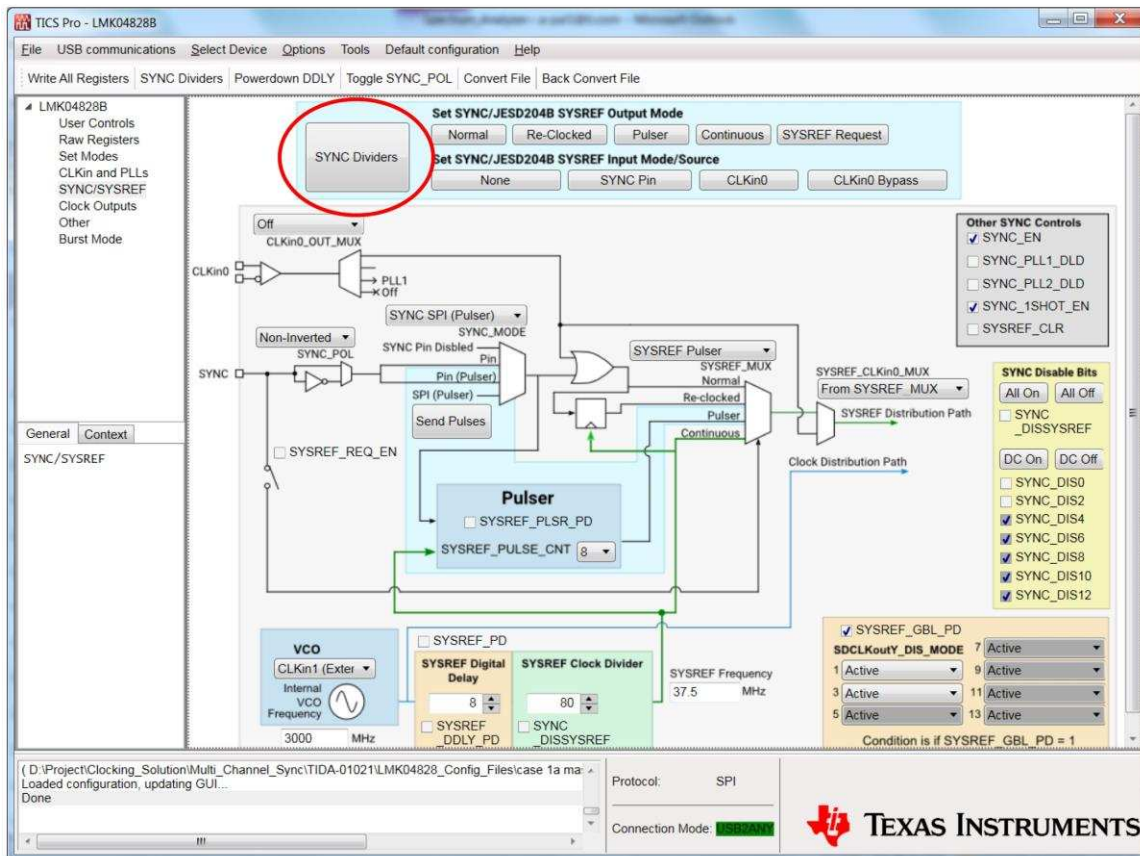 TICS Pro - LMK04828B
File USB communications Select Device Options Tools Default configuration Help
Write All Registers SYNC Dividers Powerdown DDLY Toggle SYNC_POL Convert File Back Convert File
LMK04828B
User Controls
Raw Registers
Set Modes
CLKin and PLLs
SYNC/SYSREF
Clock Outputs
Other
Burst Mode
General Context
SYNC/SYSREF
SYNC Dividers
Set SYNC/JESD204B SYSREF Output Mode
Normal Re-Clocked Pulser Continuous SYSREF Request
Set SYNC/JESD204B SYSREF Input Mode/Source
None SYNC Pin CLKin0 CLKin0 Bypass
Off
CLKin0_OUT_MUX
CLKin0
PLL1
Off
SYNC SPI (Pulser)
SYNC_MODE
Non-Inverted
SYNC_POL
SYNC
SYNC Pin Disbled
Pin
Pin (Pulser)
SPI (Pulser)
Send Pulses
SYSREF Pulser
SYSREF_MUX
Normal
Re-clocked
Pulser
Continuous
SYSREF_CLKin0_MUX
From SYSREF_MUX
SYSREF Distribution Path
Clock Distribution Path
SYSREF_REQ_EN
Pulser
SYSREF_PLSR_PD
SYSREF_PULSE_CNT 8
Other SYNC Controls
SYNC_EN
SYNC_PLL1_DLD
SYNC_PLL2_DLD
SYNC_1SHOT_EN
SYSREF_CLR
SYNC Disable Bits
All On All Off
SYNC
_DISSYSREF
DC On DC Off
SYNC_DIS0
SYNC_DIS2
SYNC_DIS4
SYNC_DIS6
SYNC_DIS8
SYNC_DIS10
SYNC_DIS12
VCO
CLKin1 (Exter
Internal
VCO
Frequency
3000 MHz
SYSREF_PD
SYSREF Digital
Delay
8
SYSREF
_DDLY_PD
SYSREF Clock Divider
80
SYNC
_DISSYSREF
SYSREF Frequency
37.5 MHz
SYSREF_GBL_PD
SDCLKoutY_DIS_MODE 7 Active
1 Active 9 Active
3 Active 11 Active
5 Active 13 Active
Condition is if SYSREF_GBL_PD = 1
( D:\Project\Clocking_Solution\Multi_Channel_Sync\TIDA-01021\LMK04828_Config_Files\case 1a ma
Loaded configuration, updating GUI...
Done
Protocol: SPI
Connection Mode: USB2ANY
TEXAS INSTRUMENTS